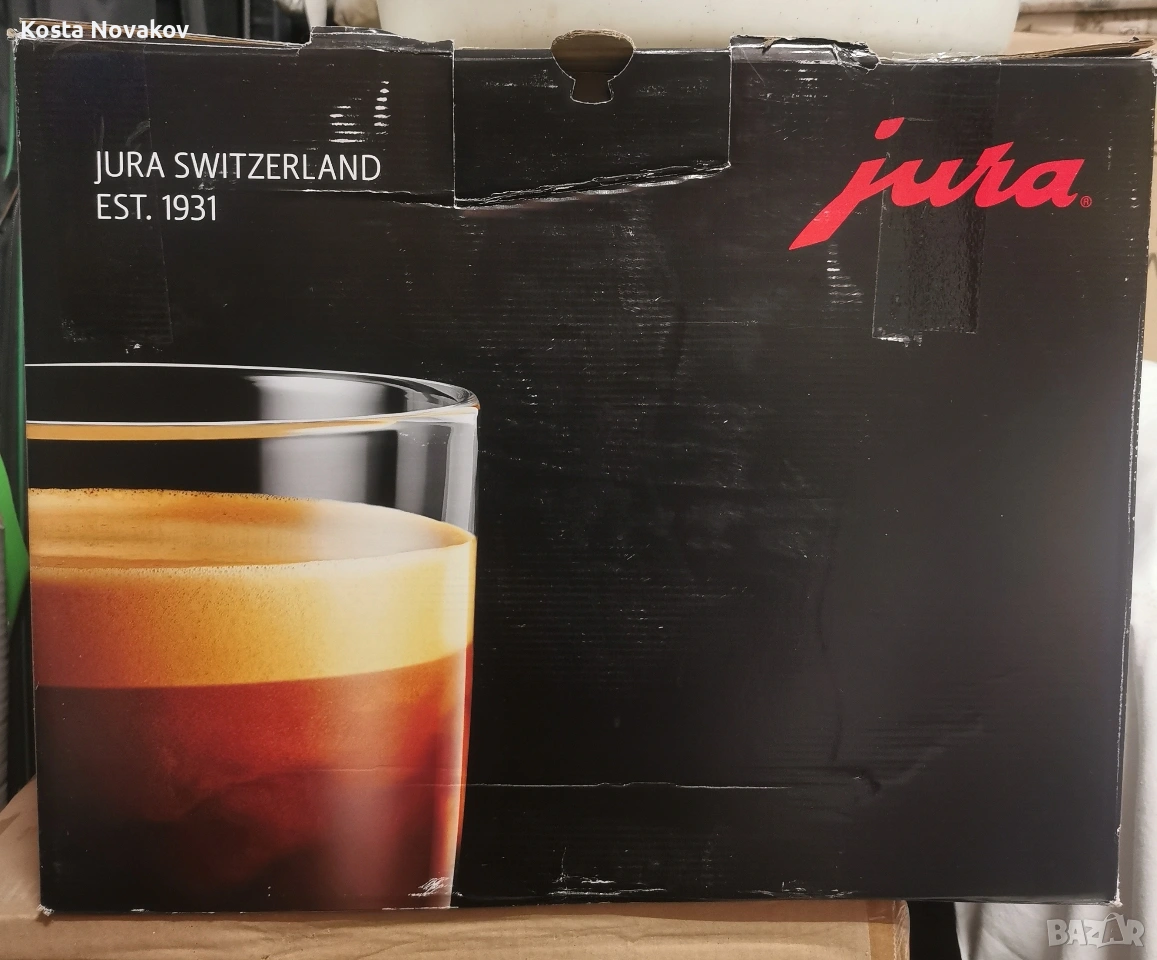 Kosta Novakov
JURA SWITZERLAND
EST. 1931
jura®
BAZAR